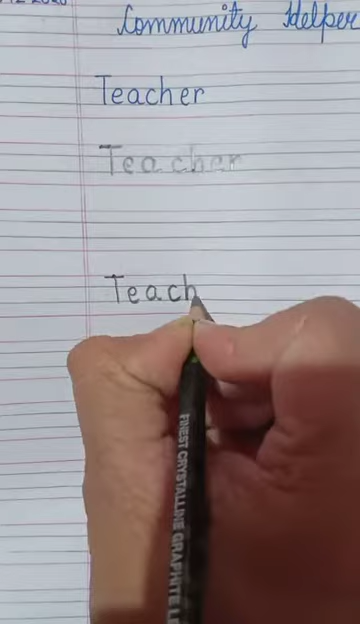 Community Helper
Teacher
Teacher
Teach
FINEST CRYSTALLINE GRAPHITE